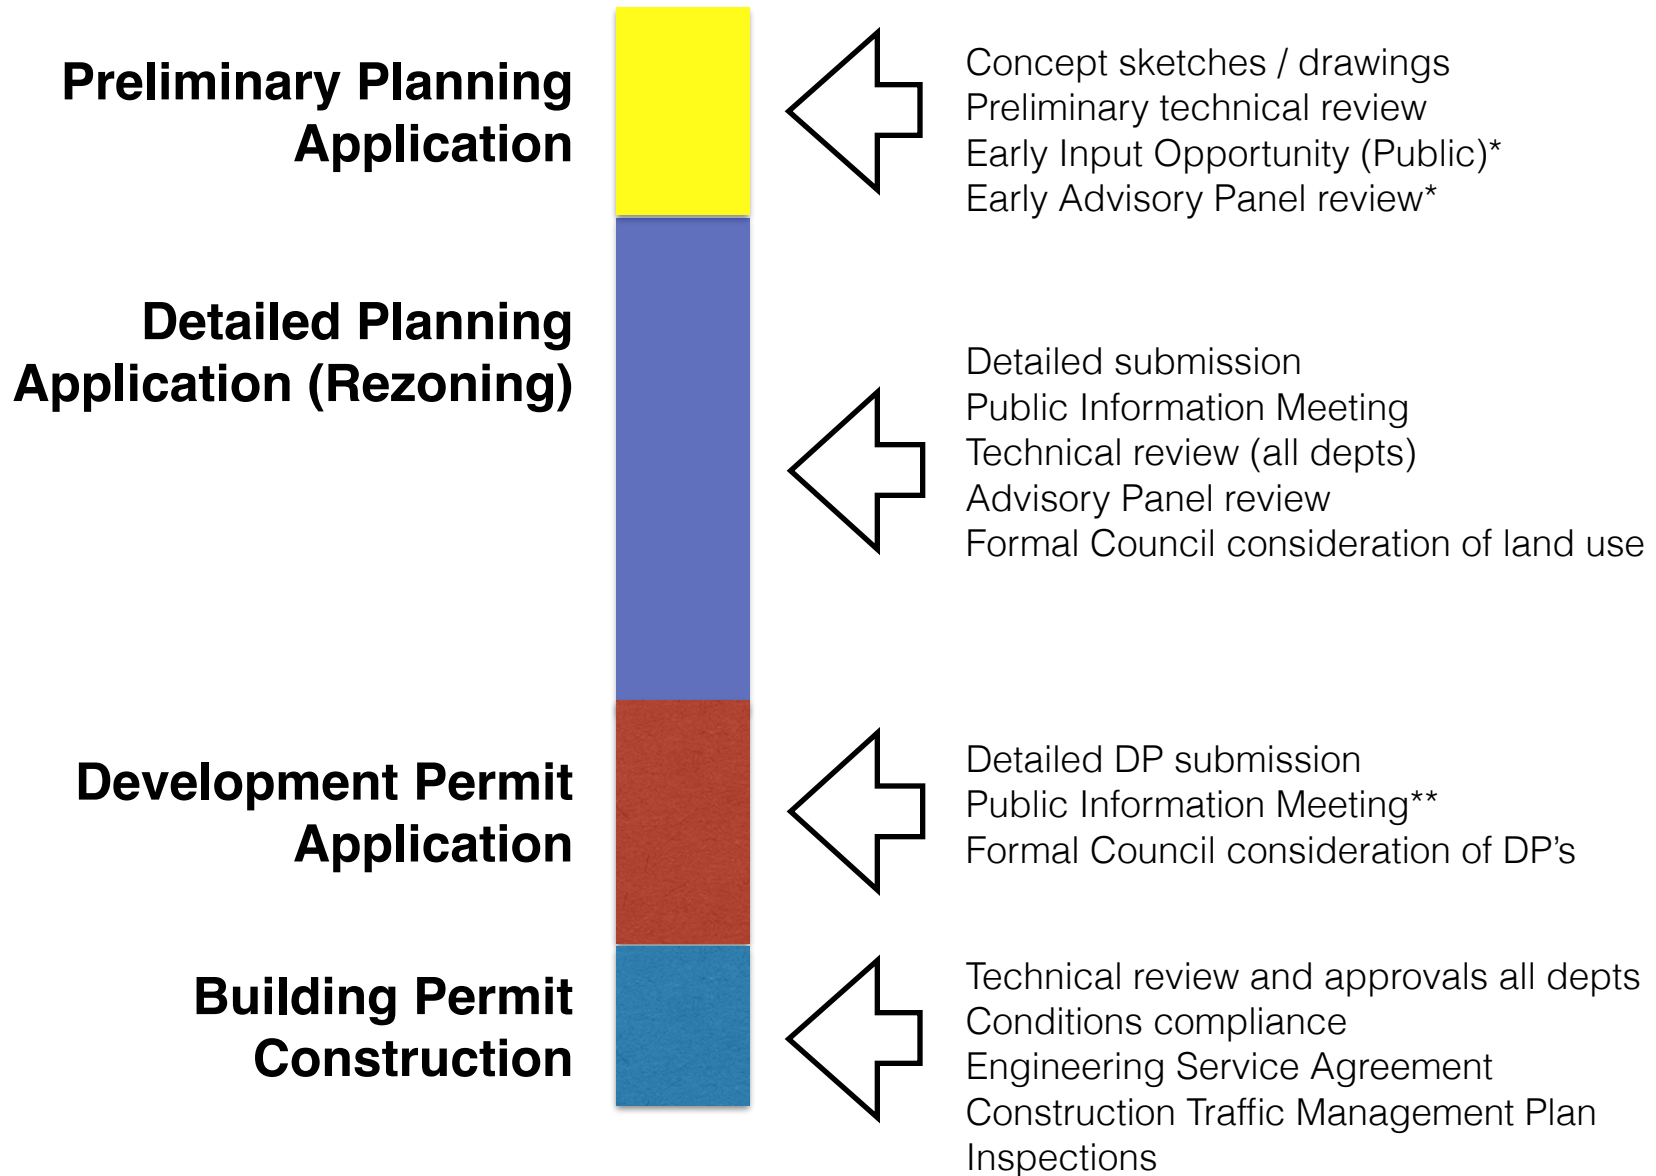 Preliminary Planning
Application
Concept sketches / drawings
Preliminary technical review
Early Input Opportunity (Public)*
Early Advisory Panel review*
Detailed Planning
Application (Rezoning)
Detailed submission
Public Information Meeting
Technical review (all depts)
Advisory Panel review
Formal Council consideration of land use
Development Permit
Application
Detailed DP submission
Public Information Meeting**
Formal Council consideration of DP’s
Building Permit
Construction
Technical review and approvals all depts
Conditions compliance
Engineering Service Agreement
Construction Traffic Management Plan
Inspections